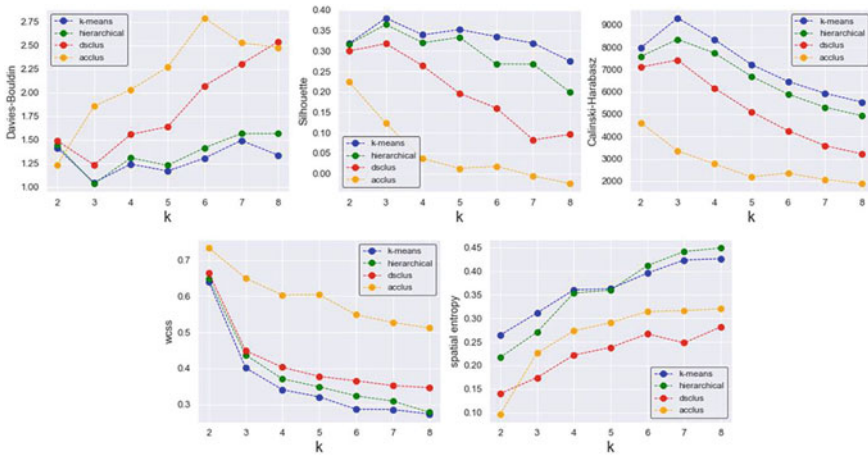 Davies-Bouldin
2.75
2.50
2.25
2.00
1.75
1.50
1.25
1.00
k-means
hierarchical
dsclus
acclus
2 3 4 5 6 7 8
k
Silhouette
0.40
0.35
0.30
0.25
0.20
0.15
0.10
0.05
0.00
k-means
hierarchical
dsclus
acclus
2 3 4 5 6 7 8
k
Calinski-Harabasz
9000
8000
7000
6000
5000
4000
3000
2000
k-means
hierarchical
dsclus
acclus
2 3 4 5 6 7 8
k
wcss
0.7
0.6
0.5
0.4
0.3
k-means
hierarchical
dsclus
acclus
2 3 4 5 6 7 8
k
spatial entropy
0.45
0.40
0.35
0.30
0.25
0.20
0.15
0.10
k-means
hierarchical
dsclus
acclus
2 3 4 5 6 7 8
k